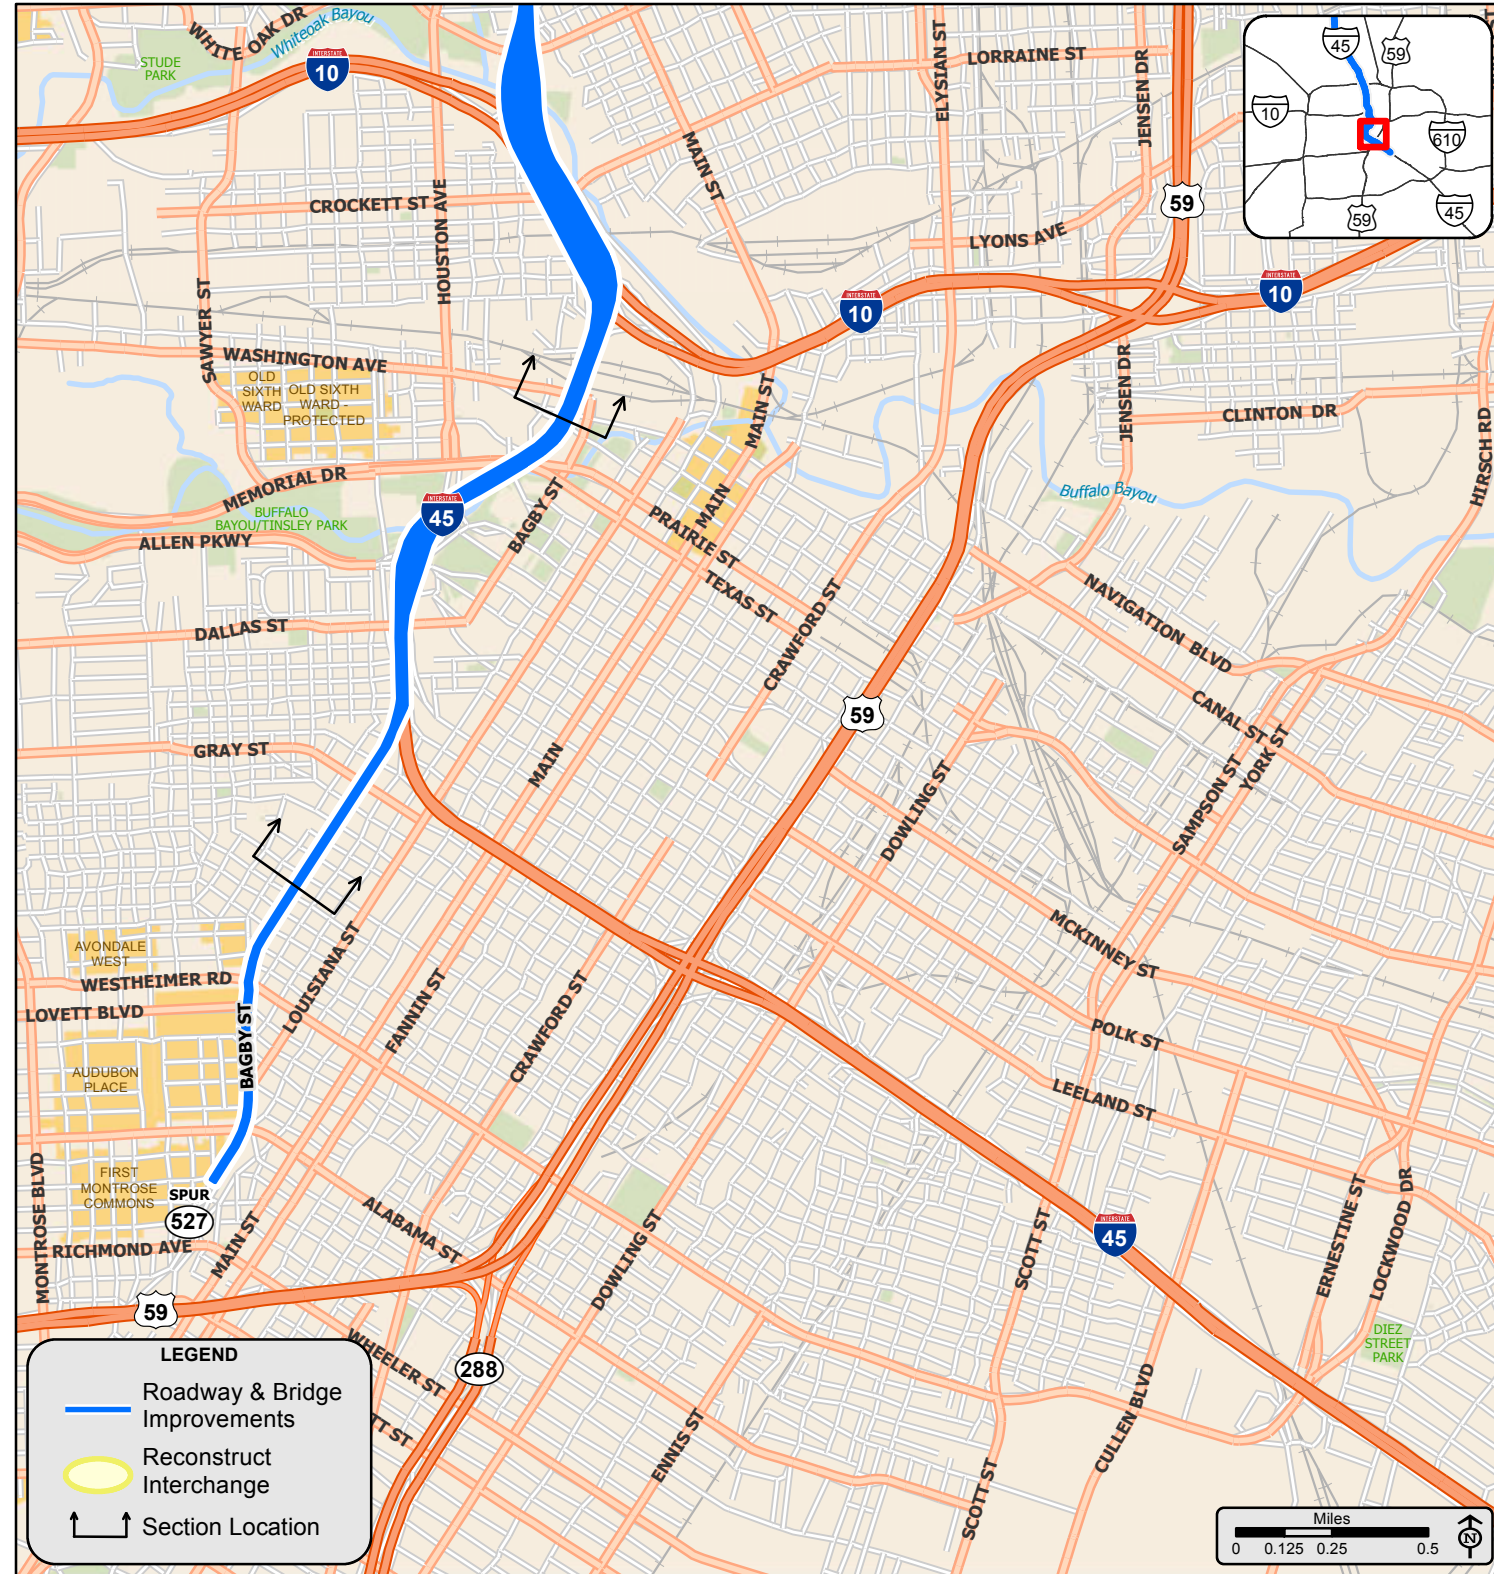 WHITE OAK DR
Whiteoak Bayou
STUDE
PARK
INTERSTATE
10
LORRAINE ST
ELYSIAN ST
JENSEN DR
MAIN ST
45
59
10
610
59
45
CROCKETT ST
HOUSTON AVE
59
LYONS AVE
SAWYER ST
INTERSTATE
10
INTERSTATE
10
WASHINGTON AVE
OLD
SIXTH
WARD
OLD SIXTH
WARD -
PROTECTED
MAIN ST
JENSEN DR
CLINTON DR
HIRSCH RD
MEMORIAL DR
BUFFALO
BAYOU/TINSLEY PARK
ALLEN PKWY
INTERSTATE
45
BAGBY ST
MAIN
PRAIRIE ST
TEXAS ST
Buffalo Bayou
CRAWFORD ST
NAVIGATION BLVD
DALLAS ST
CANAL ST
59
GRAY ST
MAIN
DOWLING ST
SAMPSON ST
YORK ST
AVONDALE
WEST
WESTHEIMER RD
LOVETT BLVD
BAGBY ST
LOUISIANA ST
FANNIN ST
CRAWFORD ST
MCKINNEY ST
POLK ST
LEELAND ST
AUDUBON
PLACE
FIRST
MONTROSE
COMMONS
SPUR
527
MONTROSE BLVD
RICHMOND AVE
MAIN ST
ALABAMA ST
DOWLING ST
SCOTT ST
INTERSTATE
45
ERNESTINE ST
LOCKWOOD DR
59
DIEZ
STREET
PARK
WHEELER ST
288
TT ST
ENNIS ST
CULLEN BLVD
SCOTT ST
LEGEND
Roadway & Bridge
Improvements
Reconstruct
Interchange
Section Location
Miles
0 0.125 0.25 0.5
N